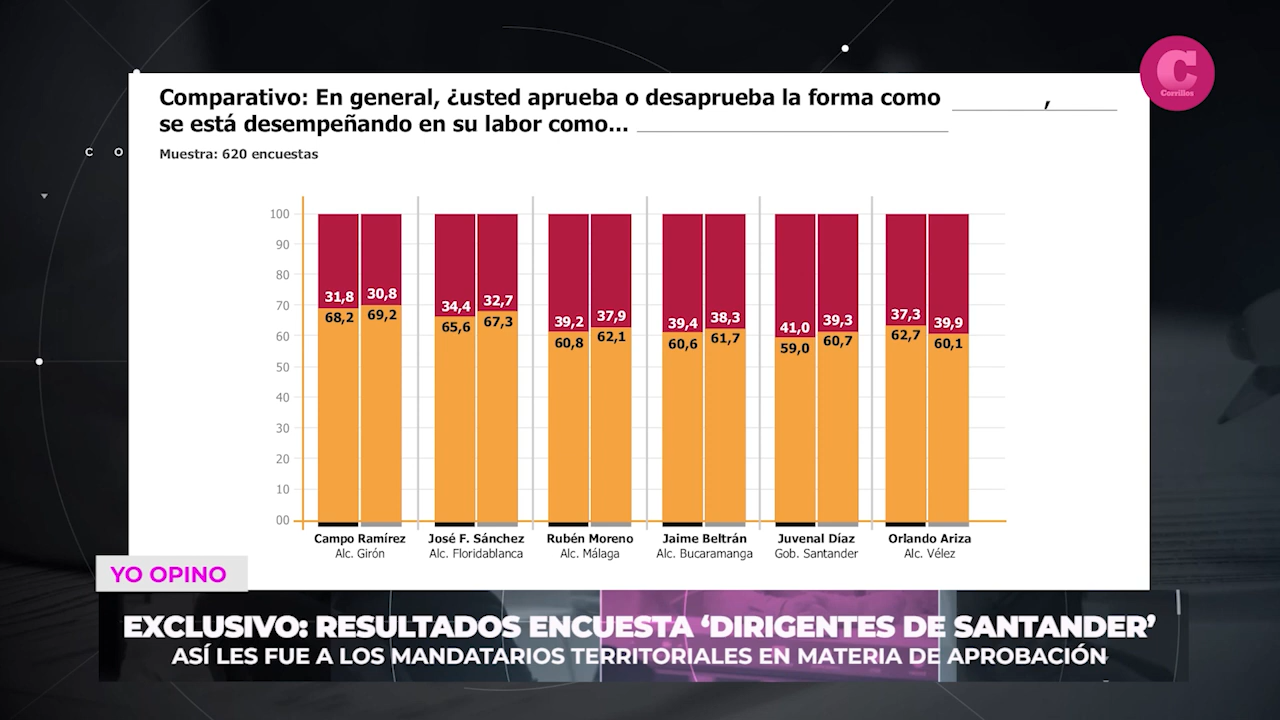 C
Corrillos
Comparativo: En general, ¿usted aprueba o desaprueba la forma como ________,______
se está desempeñando en su labor como... ______________________
Muestra: 620 encuestas
C O
100
90
80
70
60
50
40
30
20
10
00
31,8 30,8
68,2 69,2
34,4 32,7
65,6 67,3
39,2 37,9
60,8 62,1
39,4 38,3
60,6 61,7
41,0 39,3
59,0 60,7
37,3 39,9
62,7 60,1
Campo Ramírez
Alc. Girón
José F. Sánchez
Alc. Floridablanca
Rubén Moreno
Alc. Málaga
Jaime Beltrán
Alc. Bucaramanga
Juvenal Díaz
Gob. Santander
Orlando Ariza
Alc. Vélez
YO OPINO
EXCLUSIVO: RESULTADOS ENCUESTA ‘DIRIGENTES DE SANTANDER’
ASÍ LES FUE A LOS MANDATARIOS TERRITORIALES EN MATERIA DE APROBACIÓN